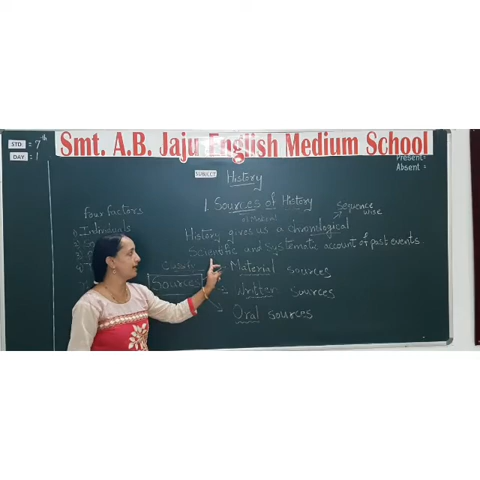 Smt. A.B. Jaju English Medium School
STD = 7th
DAY = 1
SUBJECT
Present=
Absent =
History
1 Sources of History
Sequence wise
Four factors
1) Individuals
History gives us a chronological
Scientific and systematic account of past events.
Sources
Material sources
Written sources
Oral sources